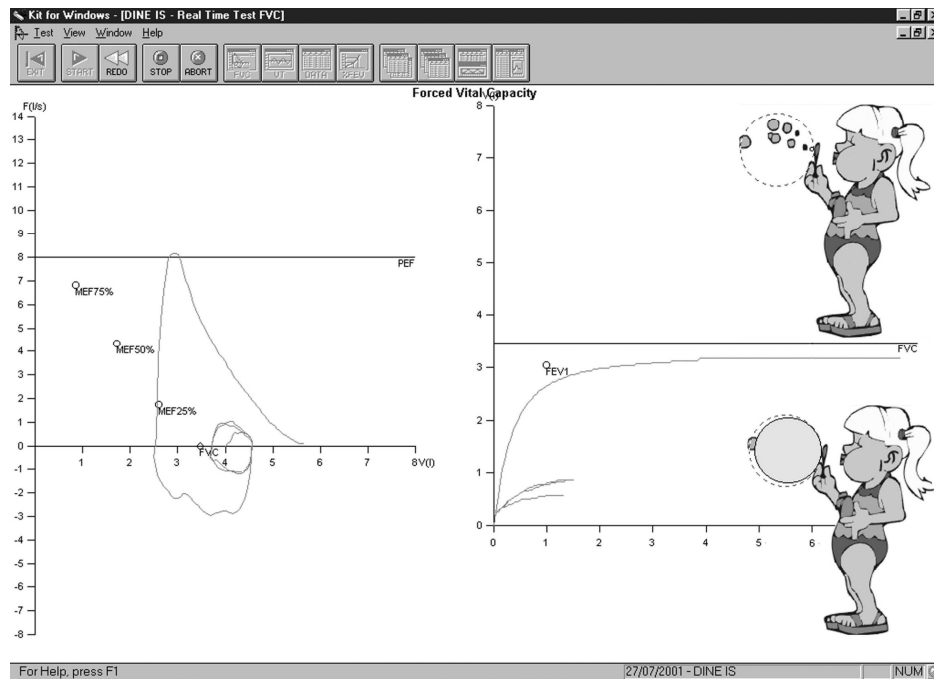 Kit for Windows - [DINE IS - Real Time Test FVC]
Test View Window Help
EXIT START REDO STOP ABORT FVC VT DATA %FEV
Forced Vital Capacity
F(l/s)
14
13
12
11
10
9
8
7
6
5
4
3
2
1
0
-1
-2
-3
-4
-5
-6
-7
-8
PEF
MEF75%
MEF50%
MEF25%
FVC
1 2 3 4 5 6 7 8 V(l)
8
7
6
5
4
3
2
1
0
FVC
FEV1
0 1 2 3 4 5 6
For Help, press F1
27/07/2001 - DINE IS
NUM